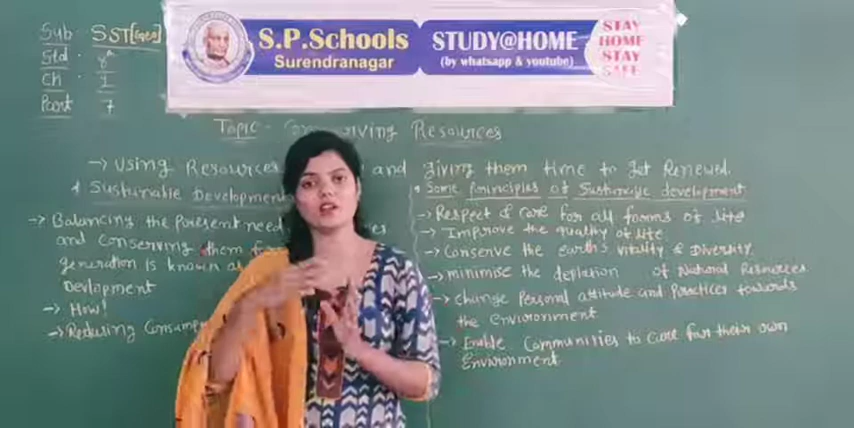 Sub SST[Geo]
Std : 8th
Ch : 1
Part 7
S.P.Schools
Surendranagar
STUDY@HOME
(by whatsapp & youtube)
STAY
HOME
STAY
SAFE
Topic - Conserving Resources
→ Using Resources and giving them time to get Renewed.
* Sustainable Development
→ Balancing the Present need
and conserving them for
generation is known as
Devlopment
→ How?
→ Reducing Consump
* Some Principles of Sustainable development
→ Respect & care for all forms of life
→ Improve the quality of life
→ Conserve the earth's vitality & Diversity
→ minimise the depletion of Natural Resources
→ change Personal attitude and Practices towards
the environment
→ Enable Communities to care for their own
Environment